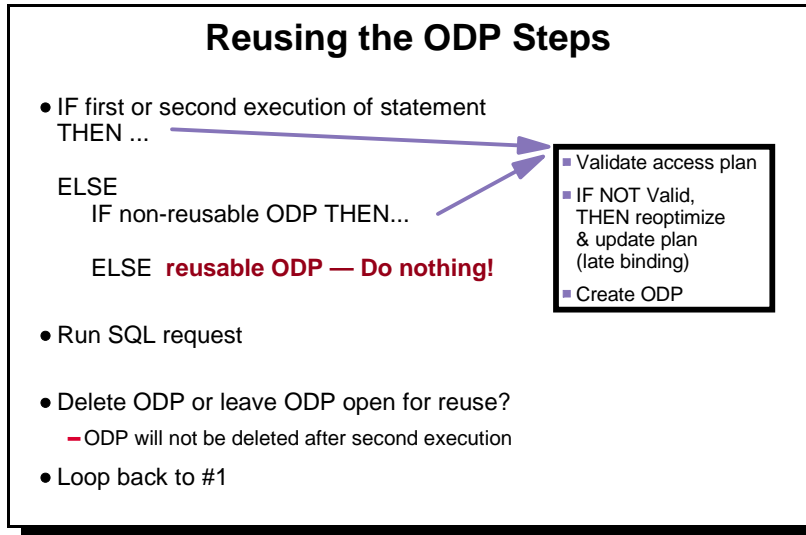 Reusing the ODP Steps
IF first or second execution of statement
THEN ...
ELSE
IF non-reusable ODP THEN...
ELSE reusable ODP — Do nothing!
Validate access plan
IF NOT Valid,
THEN reoptimize
& update plan
(late binding)
Create ODP
Run SQL request
Delete ODP or leave ODP open for reuse?
ODP will not be deleted after second execution
Loop back to #1